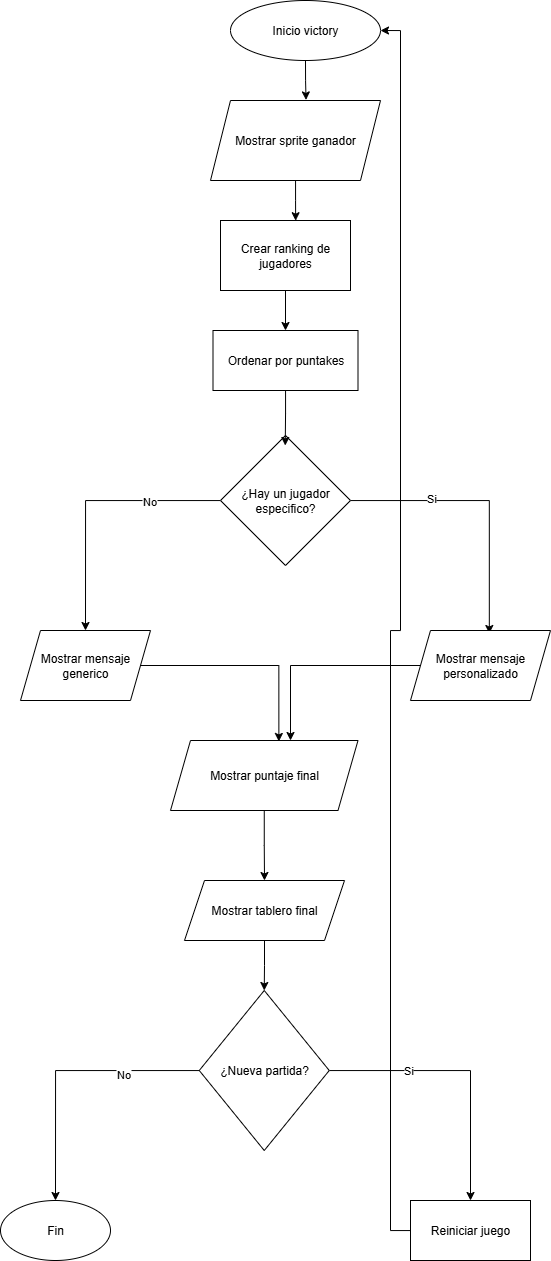 Inicio victory
Mostrar sprite ganador
Crear ranking de
jugadores
Ordenar por puntakes
¿Hay un jugador
especifico?
No
Si
Mostrar mensaje
generico
Mostrar mensaje
personalizado
Mostrar puntaje final
Mostrar tablero final
¿Nueva partida?
No
Si
Fin
Reiniciar juego